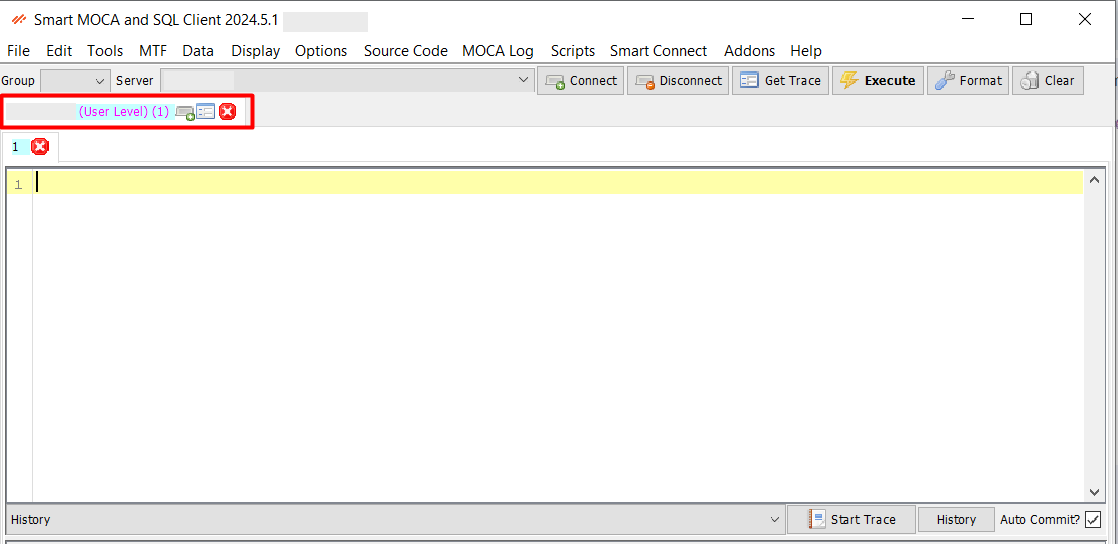 Smart MOCA and SQL Client 2024.5.1
File Edit Tools MTF Data Display Options Source Code MOCA Log Scripts Smart Connect Addons Help
Group Server Connect Disconnect Get Trace Execute Format Clear
(User Level) (1)
1
1
History Start Trace History Auto Commit?